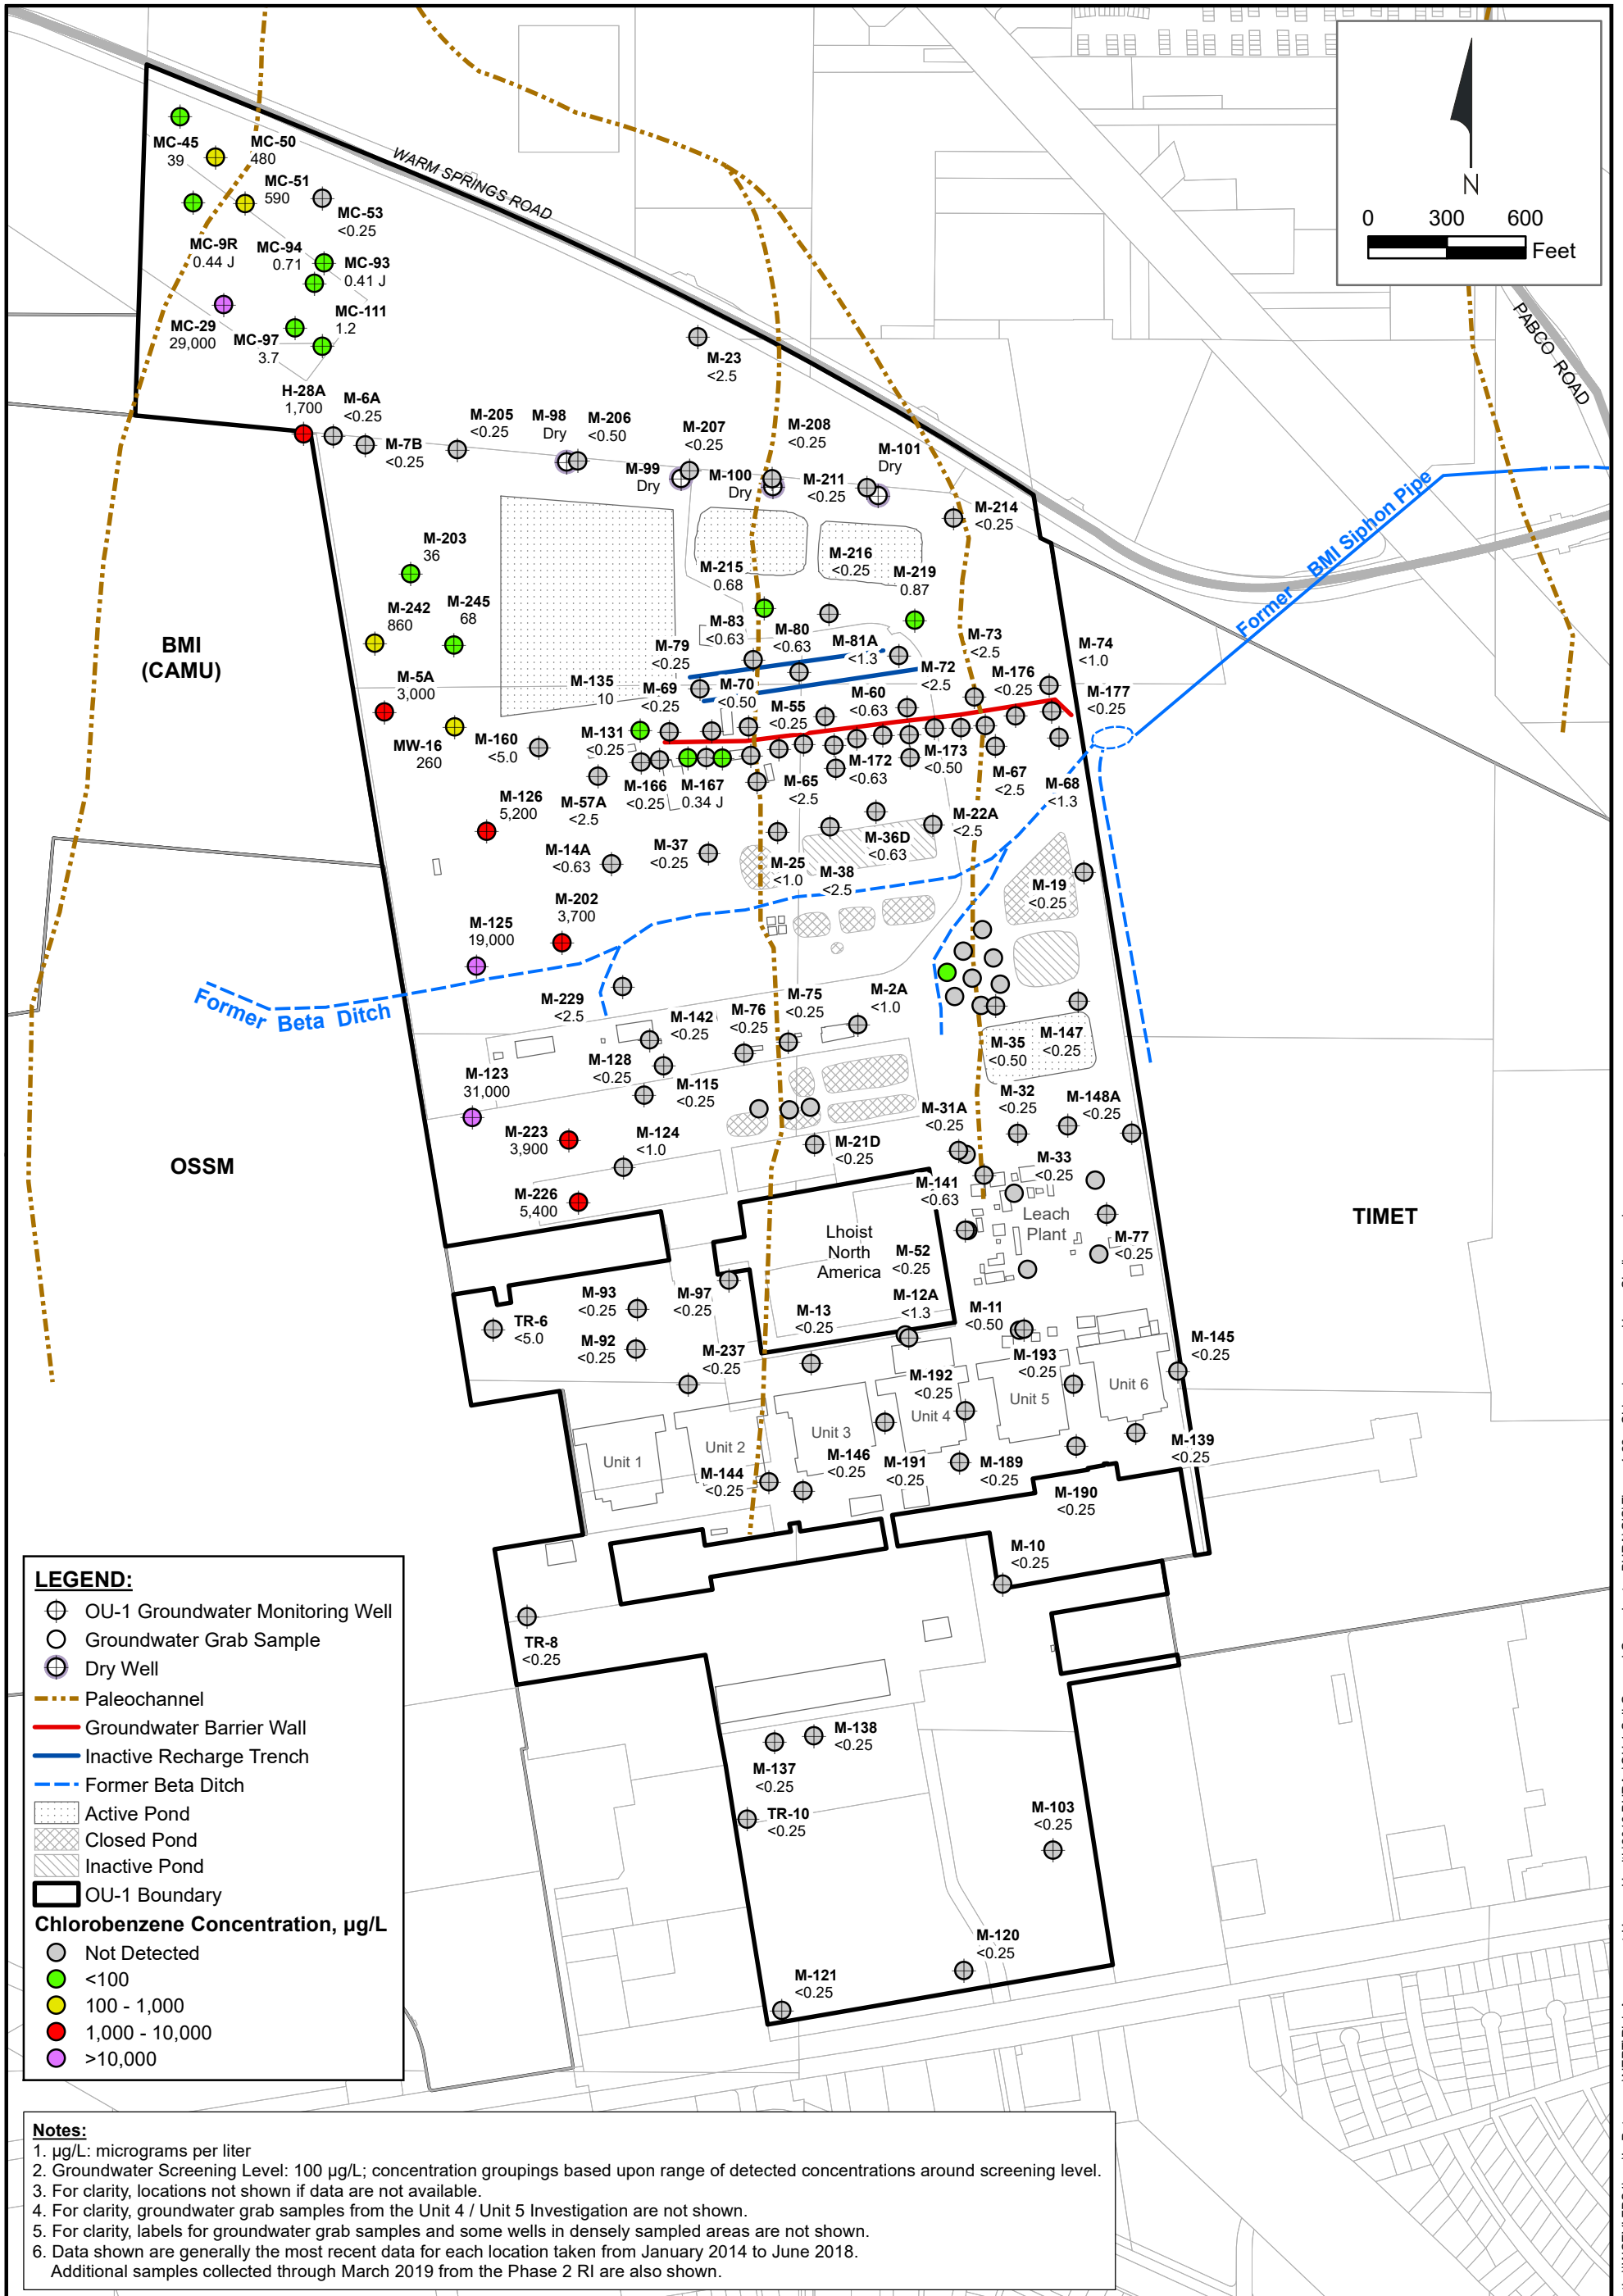 0 300 600
Feet
N
WARM SPRINGS ROAD
PABCO ROAD
MC-45
39
MC-50
480
MC-51
590
MC-53
<0.25
MC-9R
0.44 J
MC-94
0.71
MC-93
0.41 J
MC-29
29,000
MC-97
3.7
MC-111
1.2
M-23
<2.5
H-28A
1,700
M-6A
<0.25
M-7B
<0.25
M-205
<0.25
M-98
Dry
M-206
<0.50
M-207
<0.25
M-208
<0.25
M-99
Dry
M-100
Dry
M-211
<0.25
M-101
Dry
M-214
<0.25
Former BMI Siphon Pipe
M-203
36
M-215
0.68
M-216
<0.25
M-219
0.87
M-242
860
M-245
68
BMI
(CAMU)
M-83
<0.63
M-80
<0.63
M-81A
<1.3
M-73
<2.5
M-74
<1.0
M-79
<0.25
M-72
<2.5
M-176
<0.25
M-5A
3,000
M-135
10
M-69
<0.25
M-70
<0.50
M-55
<0.25
M-60
<0.63
M-177
<0.25
MW-16
260
M-160
<5.0
M-131
<0.25
M-57A
<2.5
M-166
<0.25
M-167
0.34 J
M-65
<2.5
M-172
<0.63
M-173
<0.50
M-67
<2.5
M-68
<1.3
M-126
5,200
M-14A
<0.63
M-37
<0.25
M-25
<1.0
M-38
<2.5
M-36D
<0.63
M-22A
<2.5
M-19
<0.25
M-202
3,700
M-125
19,000
Former Beta Ditch
M-229
<2.5
M-142
<0.25
M-76
<0.25
M-75
<0.25
M-2A
<1.0
M-35
<0.50
M-147
<0.25
M-123
31,000
M-128
<0.25
M-115
<0.25
M-31A
<0.25
M-32
<0.25
M-148A
<0.25
M-223
3,900
M-124
<1.0
M-21D
<0.25
M-33
<0.25
OSSM
M-226
5,400
M-141
<0.63
Leach
Plant
TIMET
Lhoist
North
America
M-52
<0.25
M-77
<0.25
M-93
<0.25
M-97
<0.25
M-12A
<1.3
M-13
<0.25
M-11
<0.50
TR-6
<5.0
M-92
<0.25
M-237
<0.25
M-192
<0.25
M-193
<0.25
M-145
<0.25
Unit 1
Unit 2
Unit 3
Unit 4
Unit 5
Unit 6
M-144
<0.25
M-146
<0.25
M-191
<0.25
M-189
<0.25
M-139
<0.25
M-190
<0.25
M-10
<0.25
TR-8
<0.25
M-138
<0.25
M-137
<0.25
TR-10
<0.25
M-103
<0.25
M-120
<0.25
M-121
<0.25
LEGEND:
OU-1 Groundwater Monitoring Well
Groundwater Grab Sample
Dry Well
Paleochannel
Groundwater Barrier Wall
Inactive Recharge Trench
Former Beta Ditch
Active Pond
Closed Pond
Inactive Pond
OU-1 Boundary
Chlorobenzene Concentration, µg/L
Not Detected
<100
100 - 1,000
1,000 - 10,000
>10,000
Notes:
1. µg/L: micrograms per liter
2. Groundwater Screening Level: 100 µg/L; concentration groupings based upon range of detected concentrations around screening level.
3. For clarity, locations not shown if data are not available.
4. For clarity, groundwater grab samples from the Unit 4 / Unit 5 Investigation are not shown.
5. For clarity, labels for groundwater grab samples and some wells in densely sampled areas are not shown.
6. Data shown are generally the most recent data for each location taken from January 2014 to June 2018.
Additional samples collected through March 2019 from the Phase 2 RI are also shown.